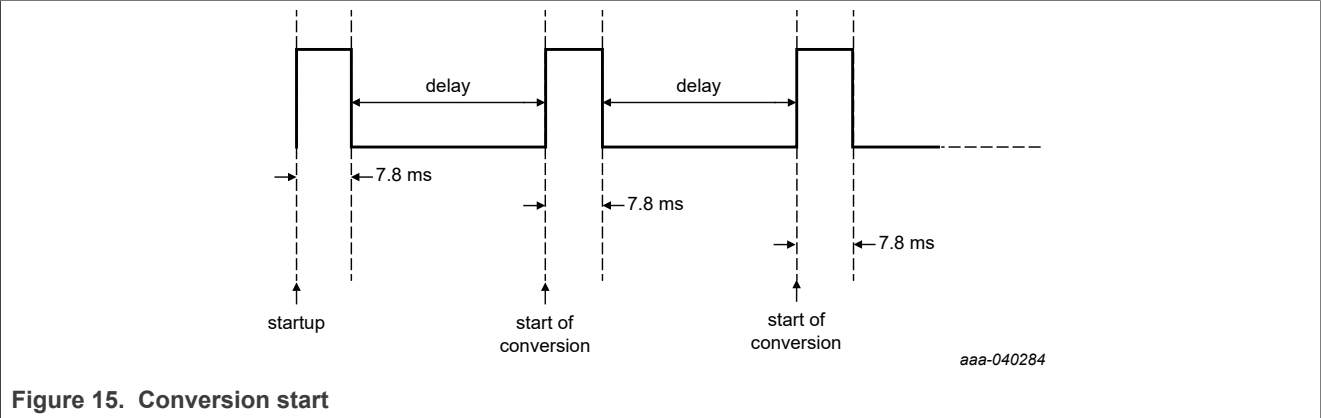 delay
delay
7.8 ms
7.8 ms
7.8 ms
startup
start of
conversion
start of
conversion
aaa-040284
Figure 15. Conversion start